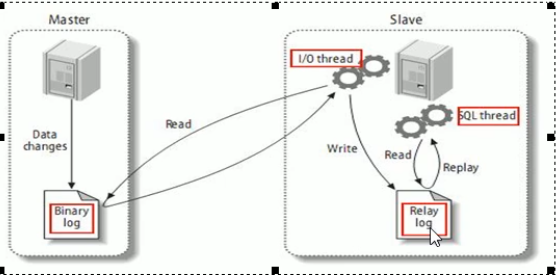 Master
Slave
I/O thread
SQL thread
Data
changes
Read
Write
Read
Replay
Binary
log
Relay
log